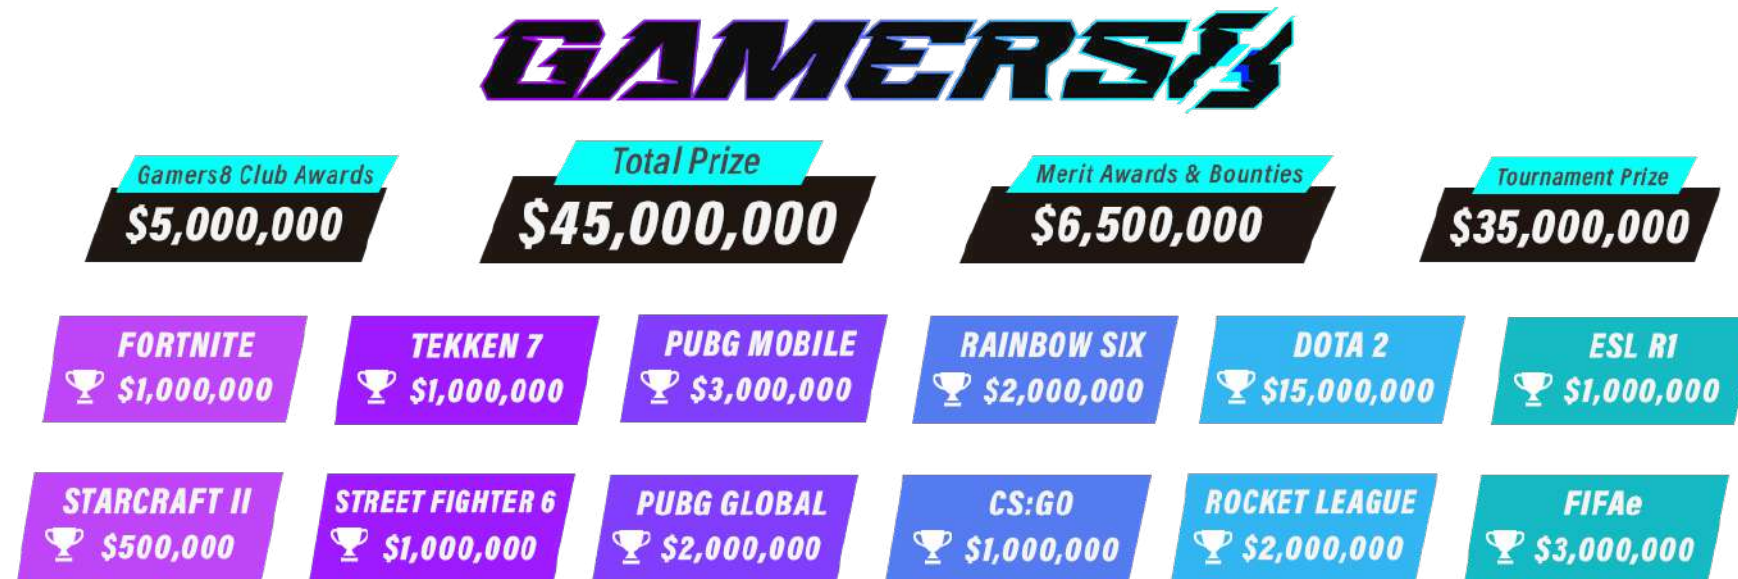 GAMERS8
Gamers8 Club Awards
$5,000,000
Total Prize
$45,000,000
Merit Awards & Bounties
$6,500,000
Tournament Prize
$35,000,000
FORTNITE
$1,000,000
TEKKEN 7
$1,000,000
PUBG MOBILE
$3,000,000
RAINBOW SIX
$2,000,000
DOTA 2
$15,000,000
ESL R1
$1,000,000
STARCRAFT II
$500,000
STREET FIGHTER 6
$1,000,000
PUBG GLOBAL
$2,000,000
CS:GO
$1,000,000
ROCKET LEAGUE
$2,000,000
FIFAe
$3,000,000